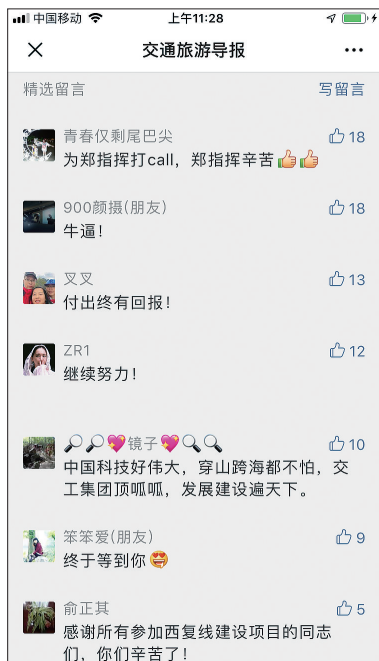 中国移动 上午11:28
交通旅游导报
精选留言 写留言
青春仅剩尾巴尖 18
为郑指挥打call，郑指挥辛苦👍👍
900颜摄(朋友) 18
牛逼！
叉叉 13
付出终有回报！
ZR1 12
继续努力！
🔎🔎💖镜子💖🔍🔍 10
中国科技好伟大，穿山跨海都不怕，交
工集团顶呱呱，发展建设遍天下。
笨笨爱(朋友) 9
终于等到你😍
俞正其 5
感谢所有参加西复线建设项目的同志
们，你们辛苦了！